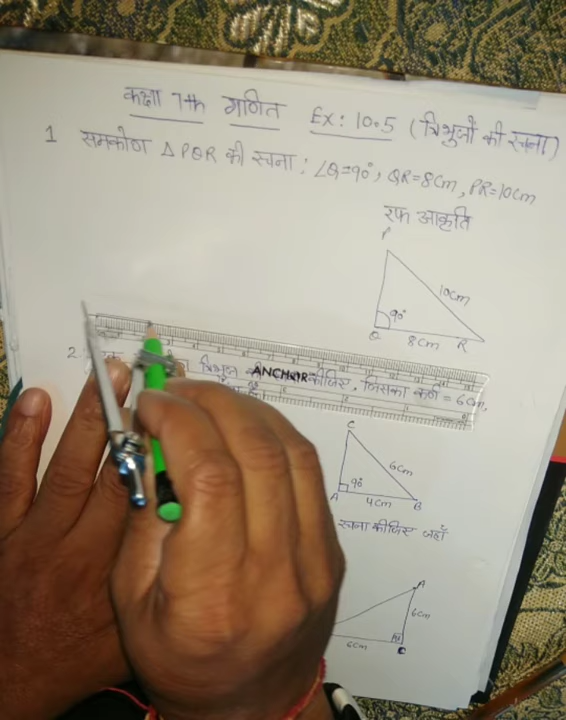 कक्षा 7th गणित Ex: 10.5 (त्रिभुजों की रचना)
1 समकोण △PQR की रचना; ∠Q=90°, QR=8cm, PR=10cm
रफ आकृति
P
10cm
90°
Q 8cm R
2. त्रिभुज की कीजिए, जिसका कर्ण = 6cm,
ANCHOR
C
6cm
90°
A 4cm B
रचना कीजिए जहाँ
A
6cm
6cm
C